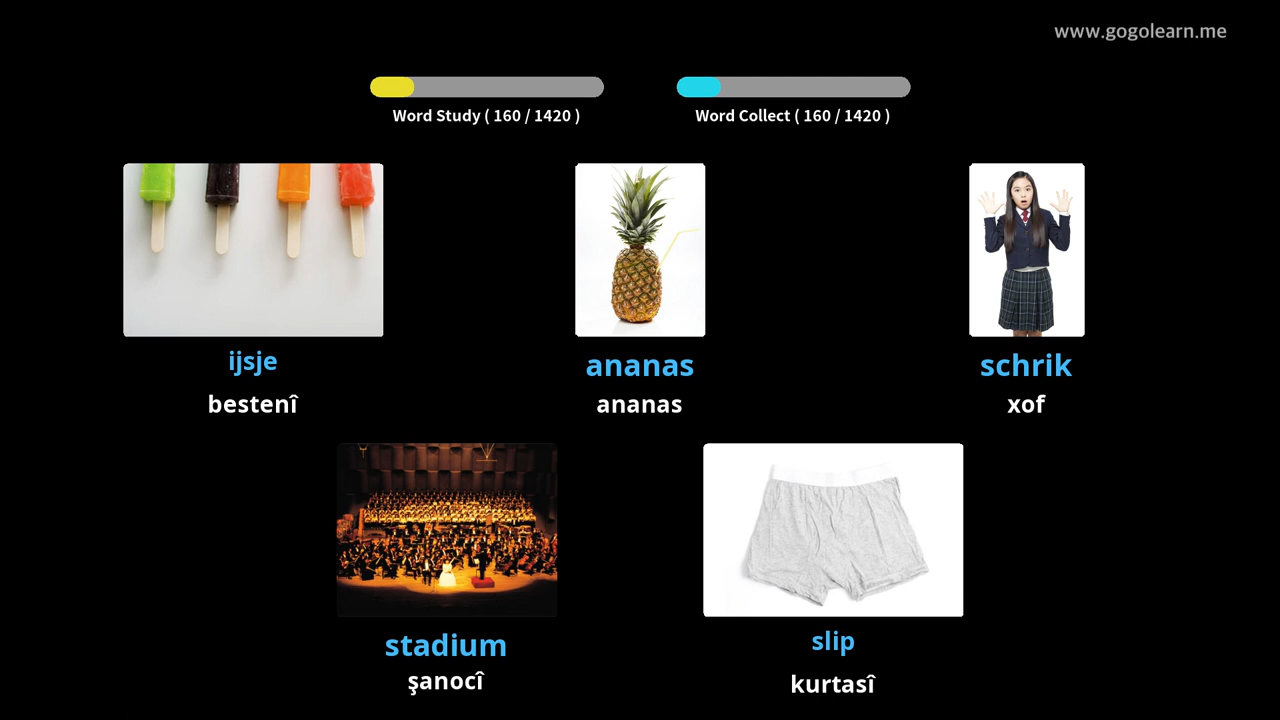 www.gogolearn.me
Word Study ( 160 / 1420 )
Word Collect ( 160 / 1420 )
ijsje
ananas
schrik
bestenî
ananas
xof
stadium
slip
şanocî
kurtasî